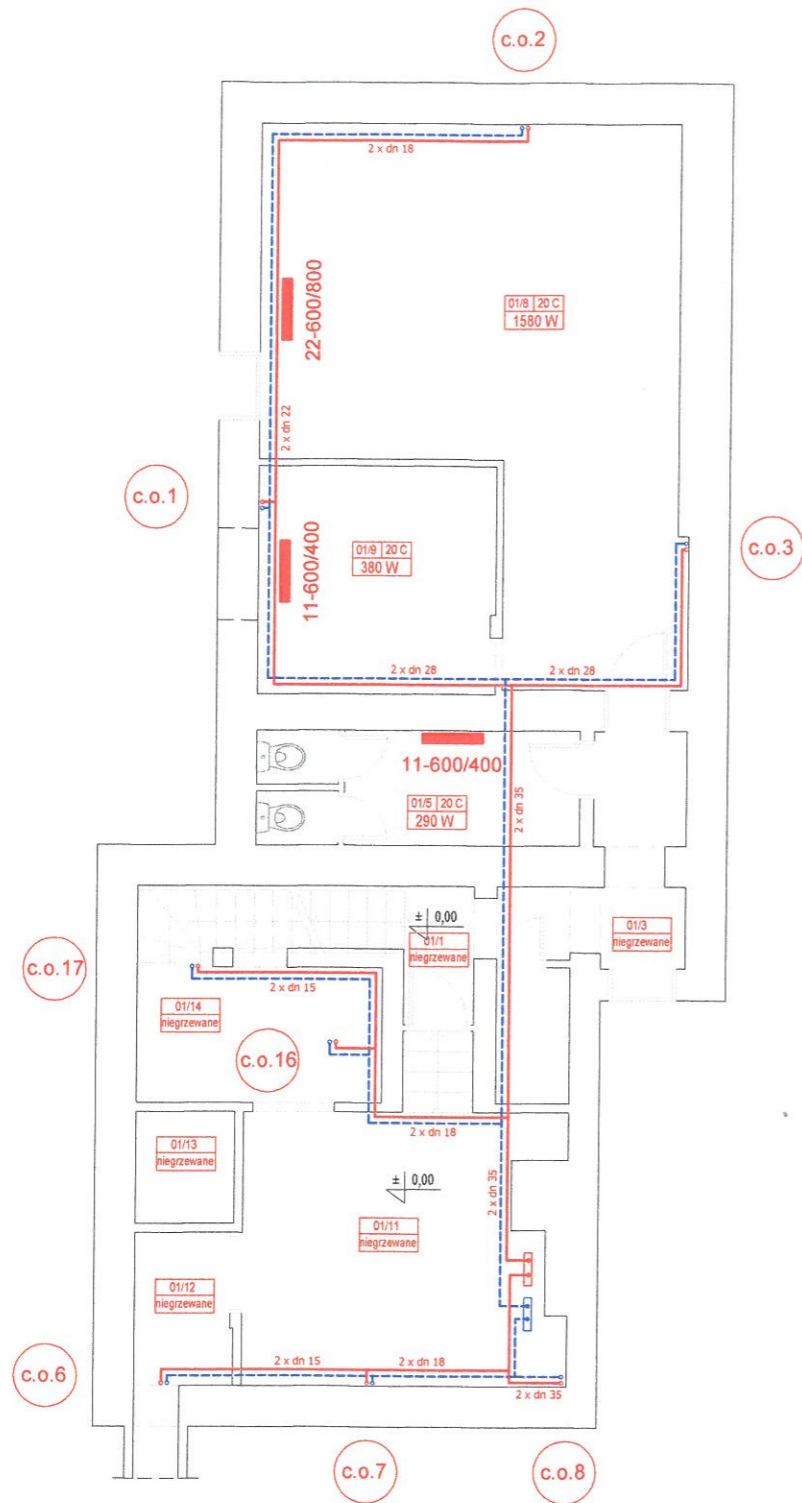 c.o.2
2 x dn 18
22-600/800
01/8 20 C
1580 W
2 x dn 22
c.o.1
11-600/400
01/9 20 C
380 W
c.o.3
2 x dn 28
2 x dn 28
11-600/400
01/5 20 C
290 W
2 x dn 35
± 0,00
01/1
niegrzewane
01/3
niegrzewane
c.o.17
2 x dn 15
01/14
niegrzewane
c.o.16
2 x dn 18
01/13
niegrzewane
± 0,00
2 x dn 35
01/11
niegrzewane
01/12
niegrzewane
c.o.6
2 x dn 15
2 x dn 18
2 x dn 35
c.o.7
c.o.8